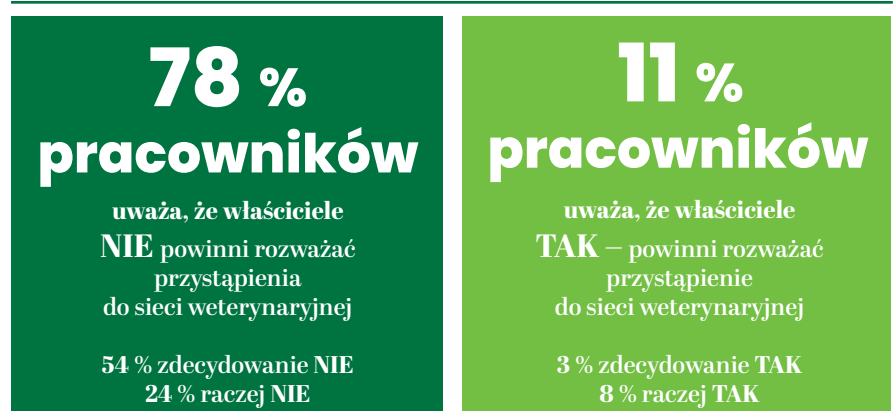 78 %
pracowników
uważa, że właściciele
NIE powinni rozważać
przystąpienia
do sieci weterynaryjnej
54 % zdecydowanie NIE
24 % raczej NIE
11 %
pracowników
uważa, że właściciele
TAK – powinni rozważać
przystąpienie
do sieci weterynaryjnej
3 % zdecydowanie TAK
8 % raczej TAK